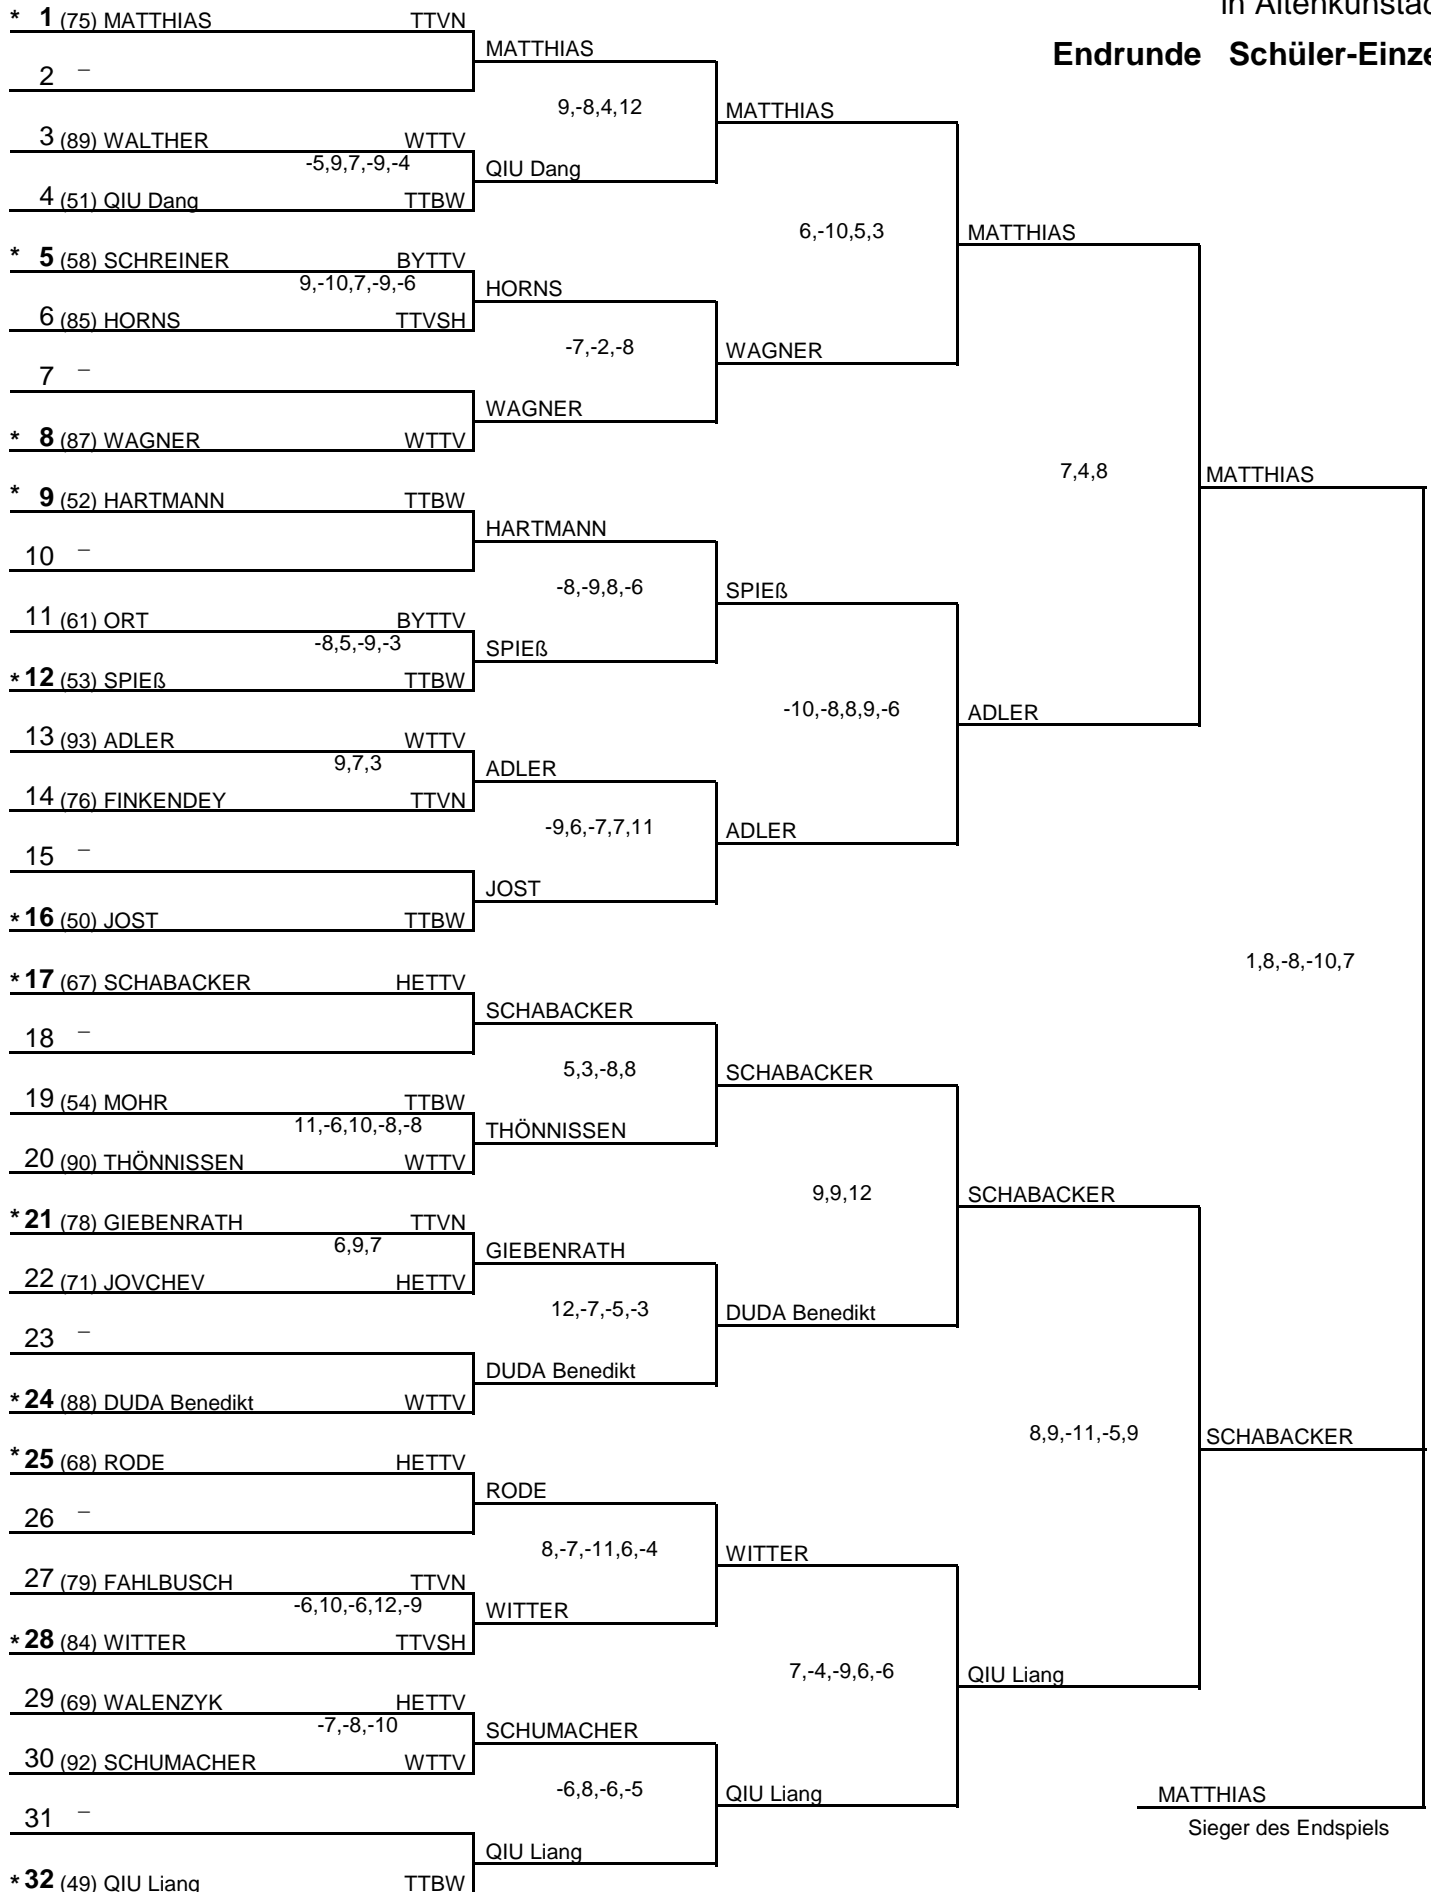 in Altenkunstad
Endrunde Schüler-Einze
* 1 (75) MATTHIAS TTVN
MATTHIAS
2 –
9,-8,4,12
MATTHIAS
3 (89) WALTHER WTTV
-5,9,7,-9,-4
QIU Dang
4 (51) QIU Dang TTBW
6,-10,5,3
MATTHIAS
* 5 (58) SCHREINER BYTTV
9,-10,7,-9,-6
HORNS
6 (85) HORNS TTVSH
-7,-2,-8
WAGNER
7 –
WAGNER
* 8 (87) WAGNER WTTV
7,4,8
MATTHIAS
* 9 (52) HARTMANN TTBW
HARTMANN
10 –
-8,-9,8,-6
SPIEß
11 (61) ORT BYTTV
-8,5,-9,-3
SPIEß
* 12 (53) SPIEß TTBW
-10,-8,8,9,-6
ADLER
13 (93) ADLER WTTV
9,7,3
ADLER
14 (76) FINKENDEY TTVN
-9,6,-7,7,11
ADLER
15 –
JOST
* 16 (50) JOST TTBW
1,8,-8,-10,7
* 17 (67) SCHABACKER HETTV
SCHABACKER
18 –
5,3,-8,8
SCHABACKER
19 (54) MOHR TTBW
11,-6,10,-8,-8
THÖNNISSEN
20 (90) THÖNNISSEN WTTV
9,9,12
SCHABACKER
* 21 (78) GIEBENRATH TTVN
6,9,7
GIEBENRATH
22 (71) JOVCHEV HETTV
12,-7,-5,-3
DUDA Benedikt
23 –
DUDA Benedikt
* 24 (88) DUDA Benedikt WTTV
8,9,-11,-5,9
SCHABACKER
* 25 (68) RODE HETTV
RODE
26 –
8,-7,-11,6,-4
WITTER
27 (79) FAHLBUSCH TTVN
-6,10,-6,12,-9
WITTER
* 28 (84) WITTER TTVSH
7,-4,-9,6,-6
QIU Liang
29 (69) WALENZYK HETTV
-7,-8,-10
SCHUMACHER
30 (92) SCHUMACHER WTTV
-6,8,-6,-5
QIU Liang
MATTHIAS
31 –
Sieger des Endspiels
QIU Liang
* 32 (49) QIU Liang TTBW